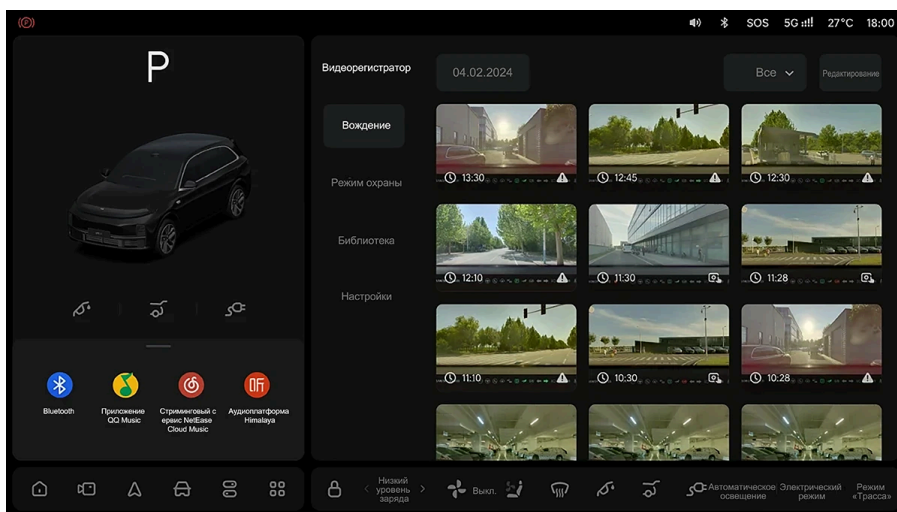 SOS 5G 27°C 18:00
P
Видеорегистратор
04.02.2024
Все
Редактирование
Вождение
Режим охраны
Библиотека
Настройки
13:30
12:45
12:30
12:10
11:30
11:28
11:10
10:30
10:28
Bluetooth
Приложение
QQ Music
Стриминговый с
ервис NetEase
Cloud Music
Аудиоплатформа
Himalaya
Низкий
уровень
заряда
Выкл.
Автоматическое
освещение
Электрический
режим
Режим
«Трасса»